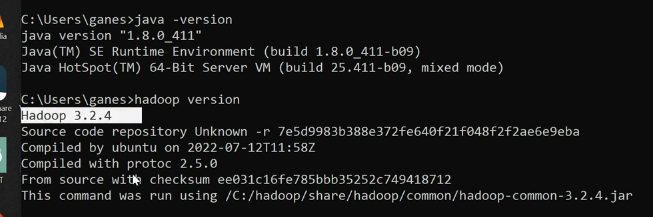 C:\Users\ganes>java -version
java version "1.8.0_411"
Java(TM) SE Runtime Environment (build 1.8.0_411-b09)
Java HotSpot(TM) 64-Bit Server VM (build 25.411-b09, mixed mode)
C:\Users\ganes>hadoop version
Hadoop 3.2.4
Source code repository Unknown -r 7e5d9983b388e372fe640f21f048f2f2ae6e9eba
Compiled by ubuntu on 2022-07-12T11:58Z
Compiled with protoc 2.5.0
From source with checksum ee031c16fe785bbb35252c749418712
This command was run using /C:/hadoop/share/hadoop/common/hadoop-common-3.2.4.jar